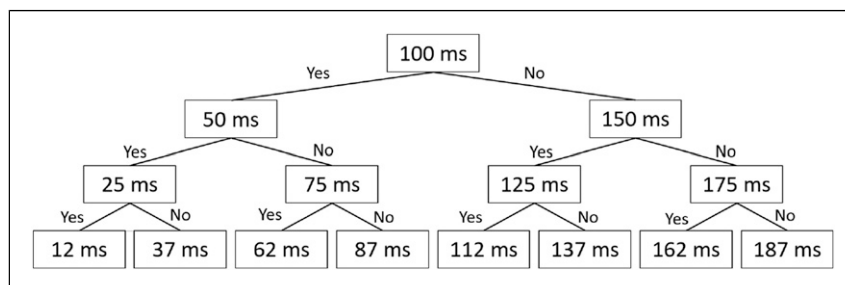 100 ms
Yes No
50 ms 150 ms
Yes No Yes No
25 ms 75 ms 125 ms 175 ms
Yes No Yes No Yes No Yes No
12 ms 37 ms 62 ms 87 ms 112 ms 137 ms 162 ms 187 ms